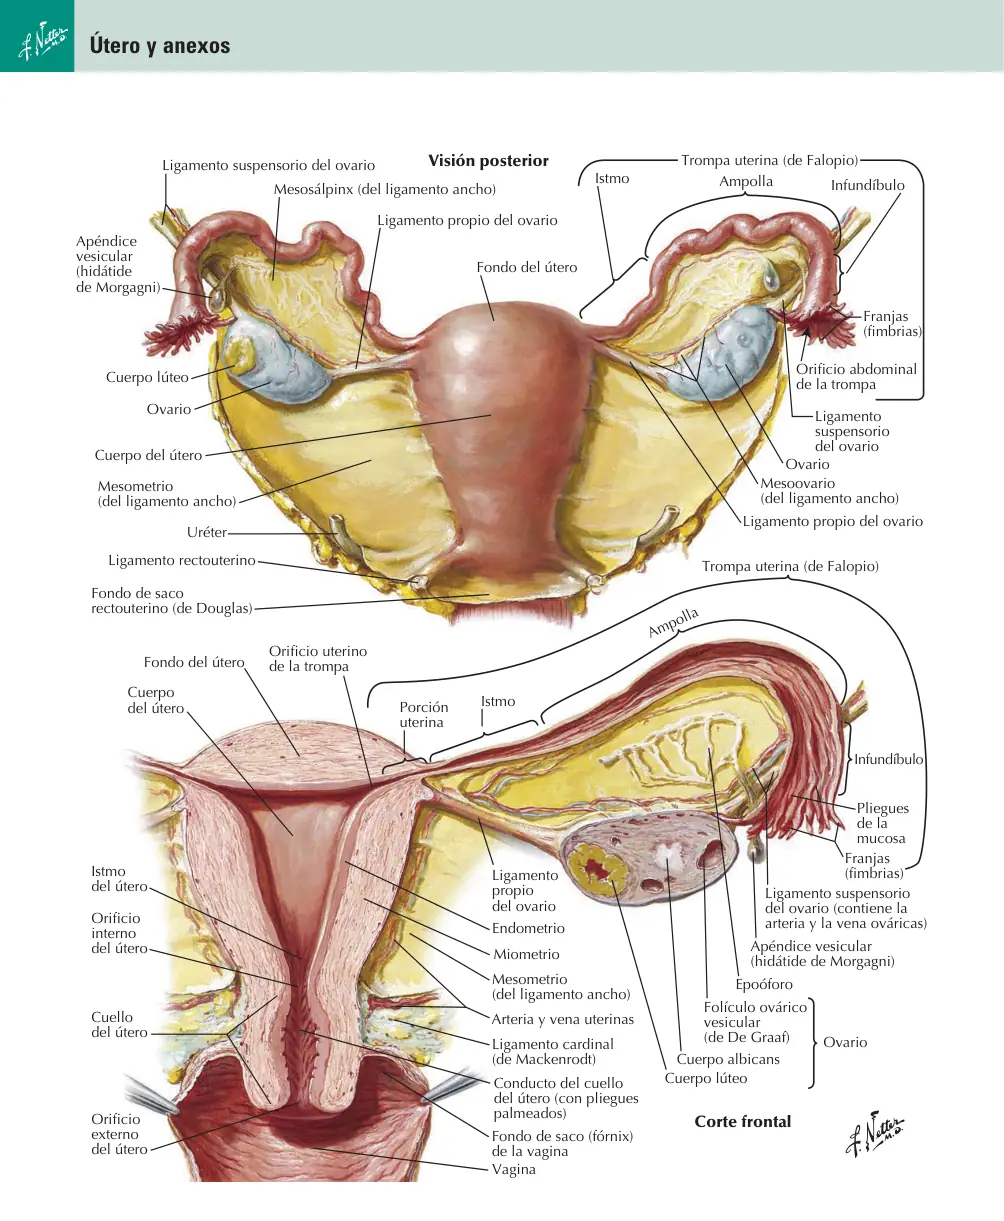 Útero y anexos
Visión posterior
Ligamento suspensorio del ovario
Mesosálpinx (del ligamento ancho)
Ligamento propio del ovario
Fondo del útero
Apéndice
vesicular
(hidátide
de Morgagni)
Cuerpo lúteo
Ovario
Cuerpo del útero
Mesometrio
(del ligamento ancho)
Uréter
Ligamento rectouterino
Fondo de saco
rectouterino (de Douglas)
Trompa uterina (de Falopio)
Istmo
Ampolla
Infundíbulo
Franjas
(fimbrias)
Orificio abdominal
de la trompa
Ligamento
suspensorio
del ovario
Ovario
Mesoovario
(del ligamento ancho)
Ligamento propio del ovario
Trompa uterina (de Falopio)
Ampolla
Orificio uterino
de la trompa
Fondo del útero
Cuerpo
del útero
Porción
uterina
Istmo
Infundíbulo
Pliegues
de la
mucosa
Franjas
(fimbrias)
Ligamento suspensorio
del ovario (contiene la
arteria y la vena ováricas)
Apéndice vesicular
(hidátide de Morgagni)
Epoóforo
Folículo ovárico
vesicular
(de De Graaf)
Cuerpo albicans
Cuerpo lúteo
Ovario
Istmo
del útero
Orificio
interno
del útero
Cuello
del útero
Orificio
externo
del útero
Ligamento
propio
del ovario
Endometrio
Miometrio
Mesometrio
(del ligamento ancho)
Arteria y vena uterinas
Ligamento cardinal
(de Mackenrodt)
Conducto del cuello
del útero (con pliegues
palmeados)
Fondo de saco (fórnix)
de la vagina
Vagina
Corte frontal
F. Netter
M.D.
F. Netter
M.D.